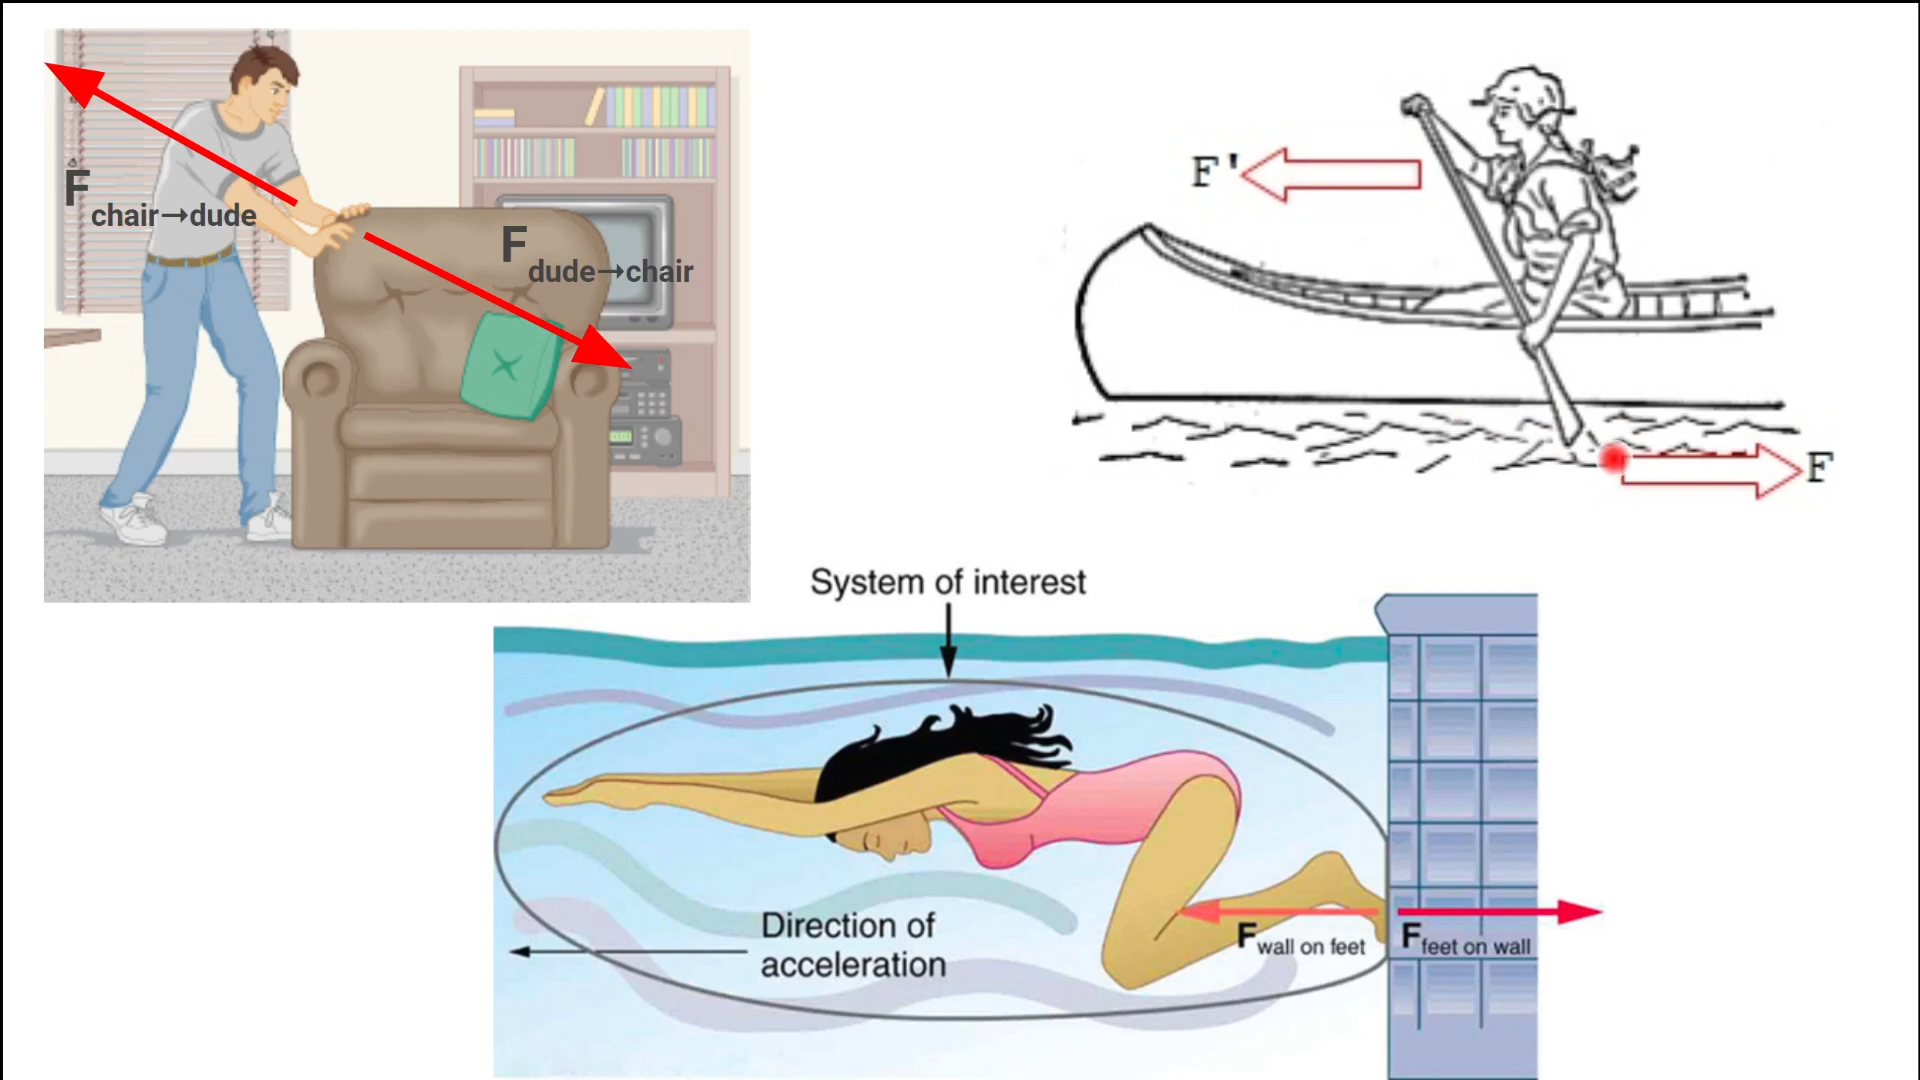 F
chair→dude
F
dude→chair
F'
F
System of interest
Direction of
acceleration
F wall on feet
F feet on wall